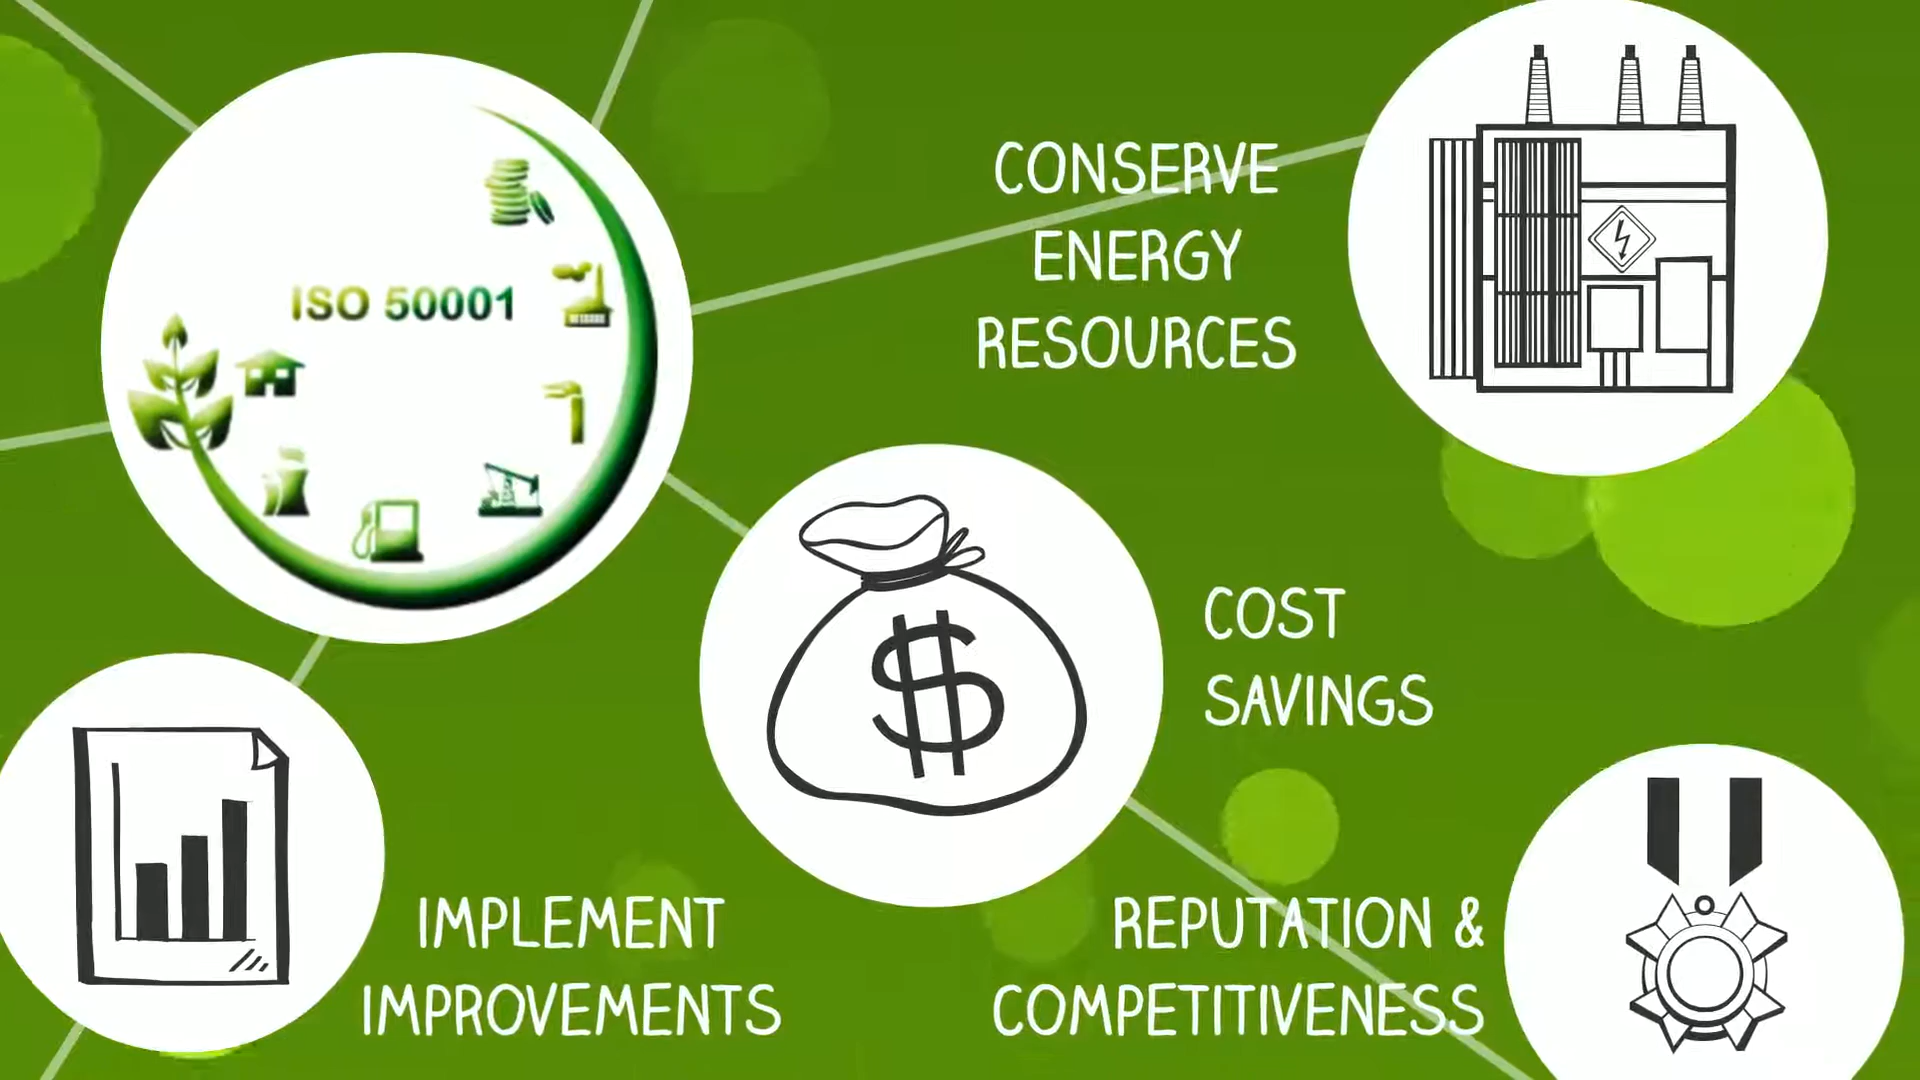 ISO 50001
CONSERVE
ENERGY
RESOURCES
$
COST
SAVINGS
IMPLEMENT
IMPROVEMENTS
REPUTATION &
COMPETITIVENESS